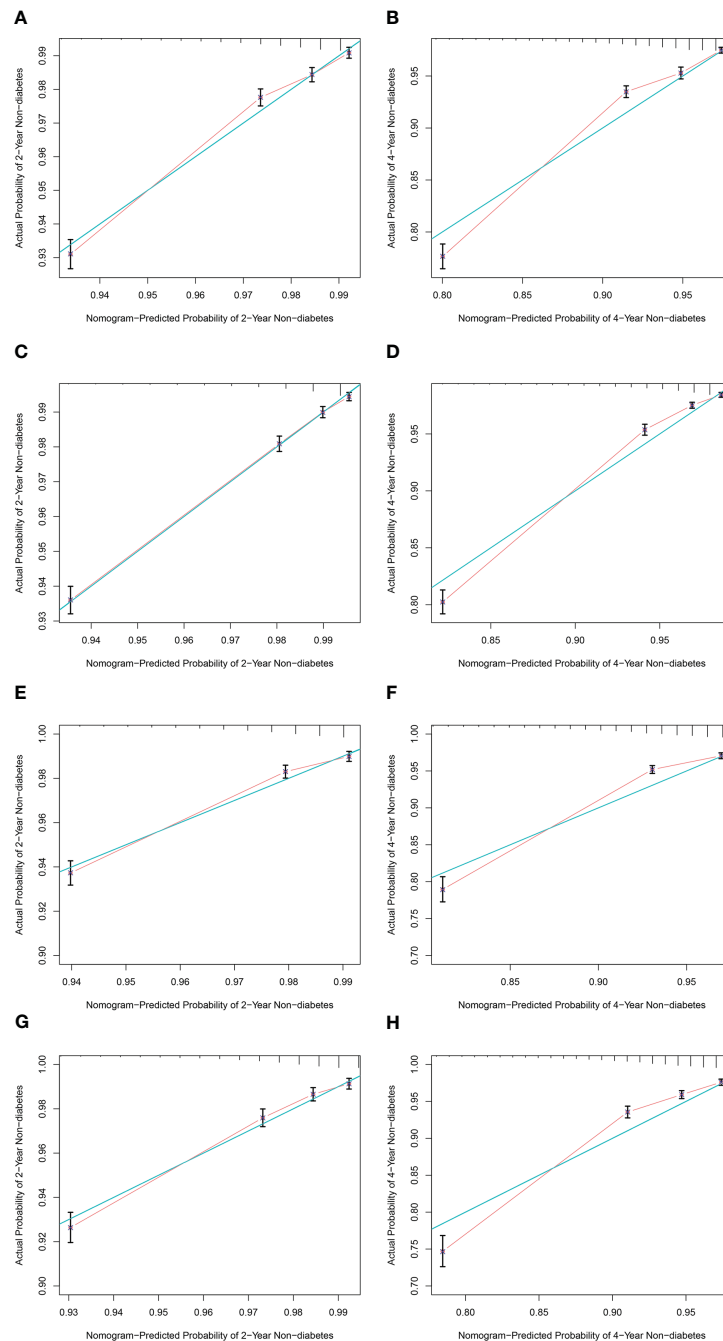 A
B
Actual Probability of 2−Year Non−diabetes
0.93 0.94 0.95 0.96 0.97 0.98 0.99
0.94 0.95 0.96 0.97 0.98 0.99
Nomogram−Predicted Probability of 2−Year Non−diabetes
Actual Probability of 4−Year Non−diabetes
0.80 0.85 0.90 0.95
0.80 0.85 0.90 0.95
Nomogram−Predicted Probability of 4−Year Non−diabetes
C
D
Actual Probability of 2−Year Non−diabetes
0.93 0.94 0.95 0.96 0.97 0.98 0.99
0.94 0.95 0.96 0.97 0.98 0.99
Nomogram−Predicted Probability of 2−Year Non−diabetes
Actual Probability of 4−Year Non−diabetes
0.80 0.85 0.90 0.95
0.85 0.90 0.95
Nomogram−Predicted Probability of 4−Year Non−diabetes
E
F
Actual Probability of 2−Year Non−diabetes
0.90 0.92 0.94 0.96 0.98 1.00
0.94 0.95 0.96 0.97 0.98 0.99
Nomogram−Predicted Probability of 2−Year Non−diabetes
Actual Probability of 4−Year Non−diabetes
0.70 0.75 0.80 0.85 0.90 0.95 1.00
0.85 0.90 0.95
Nomogram−Predicted Probability of 4−Year Non−diabetes
G
H
Actual Probability of 2−Year Non−diabetes
0.90 0.92 0.94 0.96 0.98 1.00
0.93 0.94 0.95 0.96 0.97 0.98 0.99
Nomogram−Predicted Probability of 2−Year Non−diabetes
Actual Probability of 4−Year Non−diabetes
0.70 0.75 0.80 0.85 0.90 0.95 1.00
0.80 0.85 0.90 0.95
Nomogram−Predicted Probability of 4−Year Non−diabetes